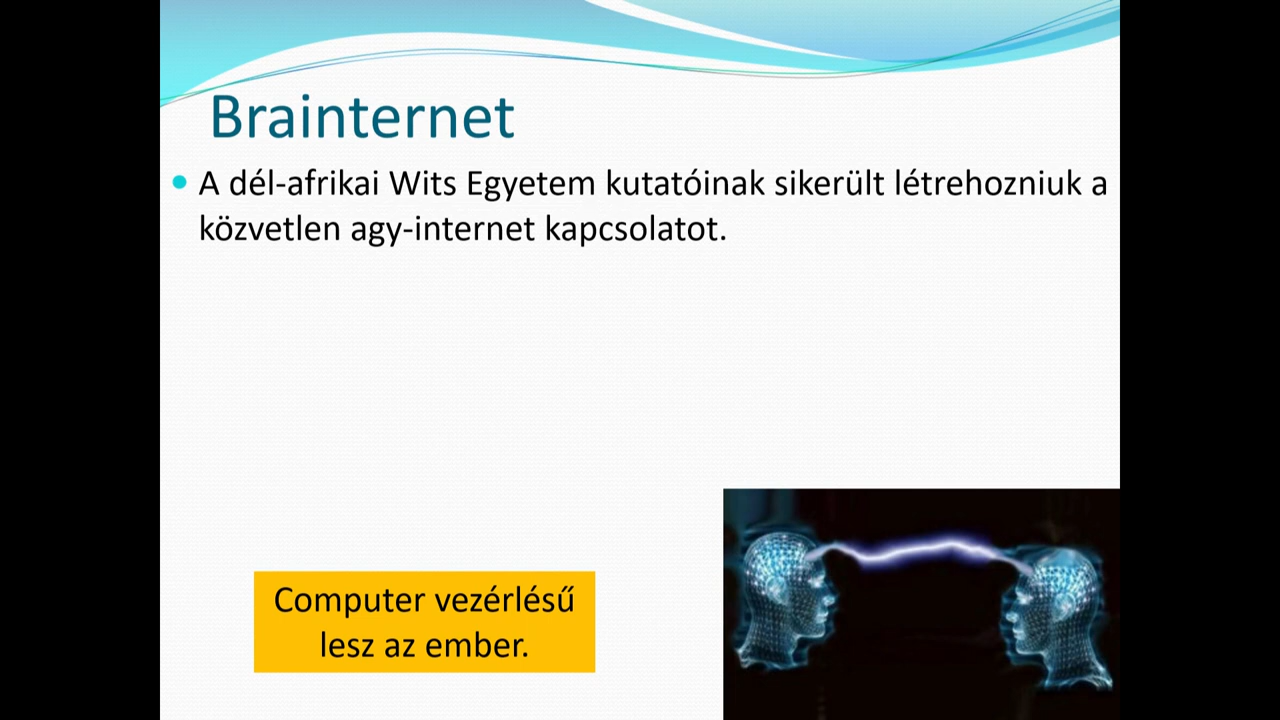 Brainternet
A dél-afrikai Wits Egyetem kutatóinak sikerült létrehozniuk a
közvetlen agy-internet kapcsolatot.
Computer vezérlésű
lesz az ember.